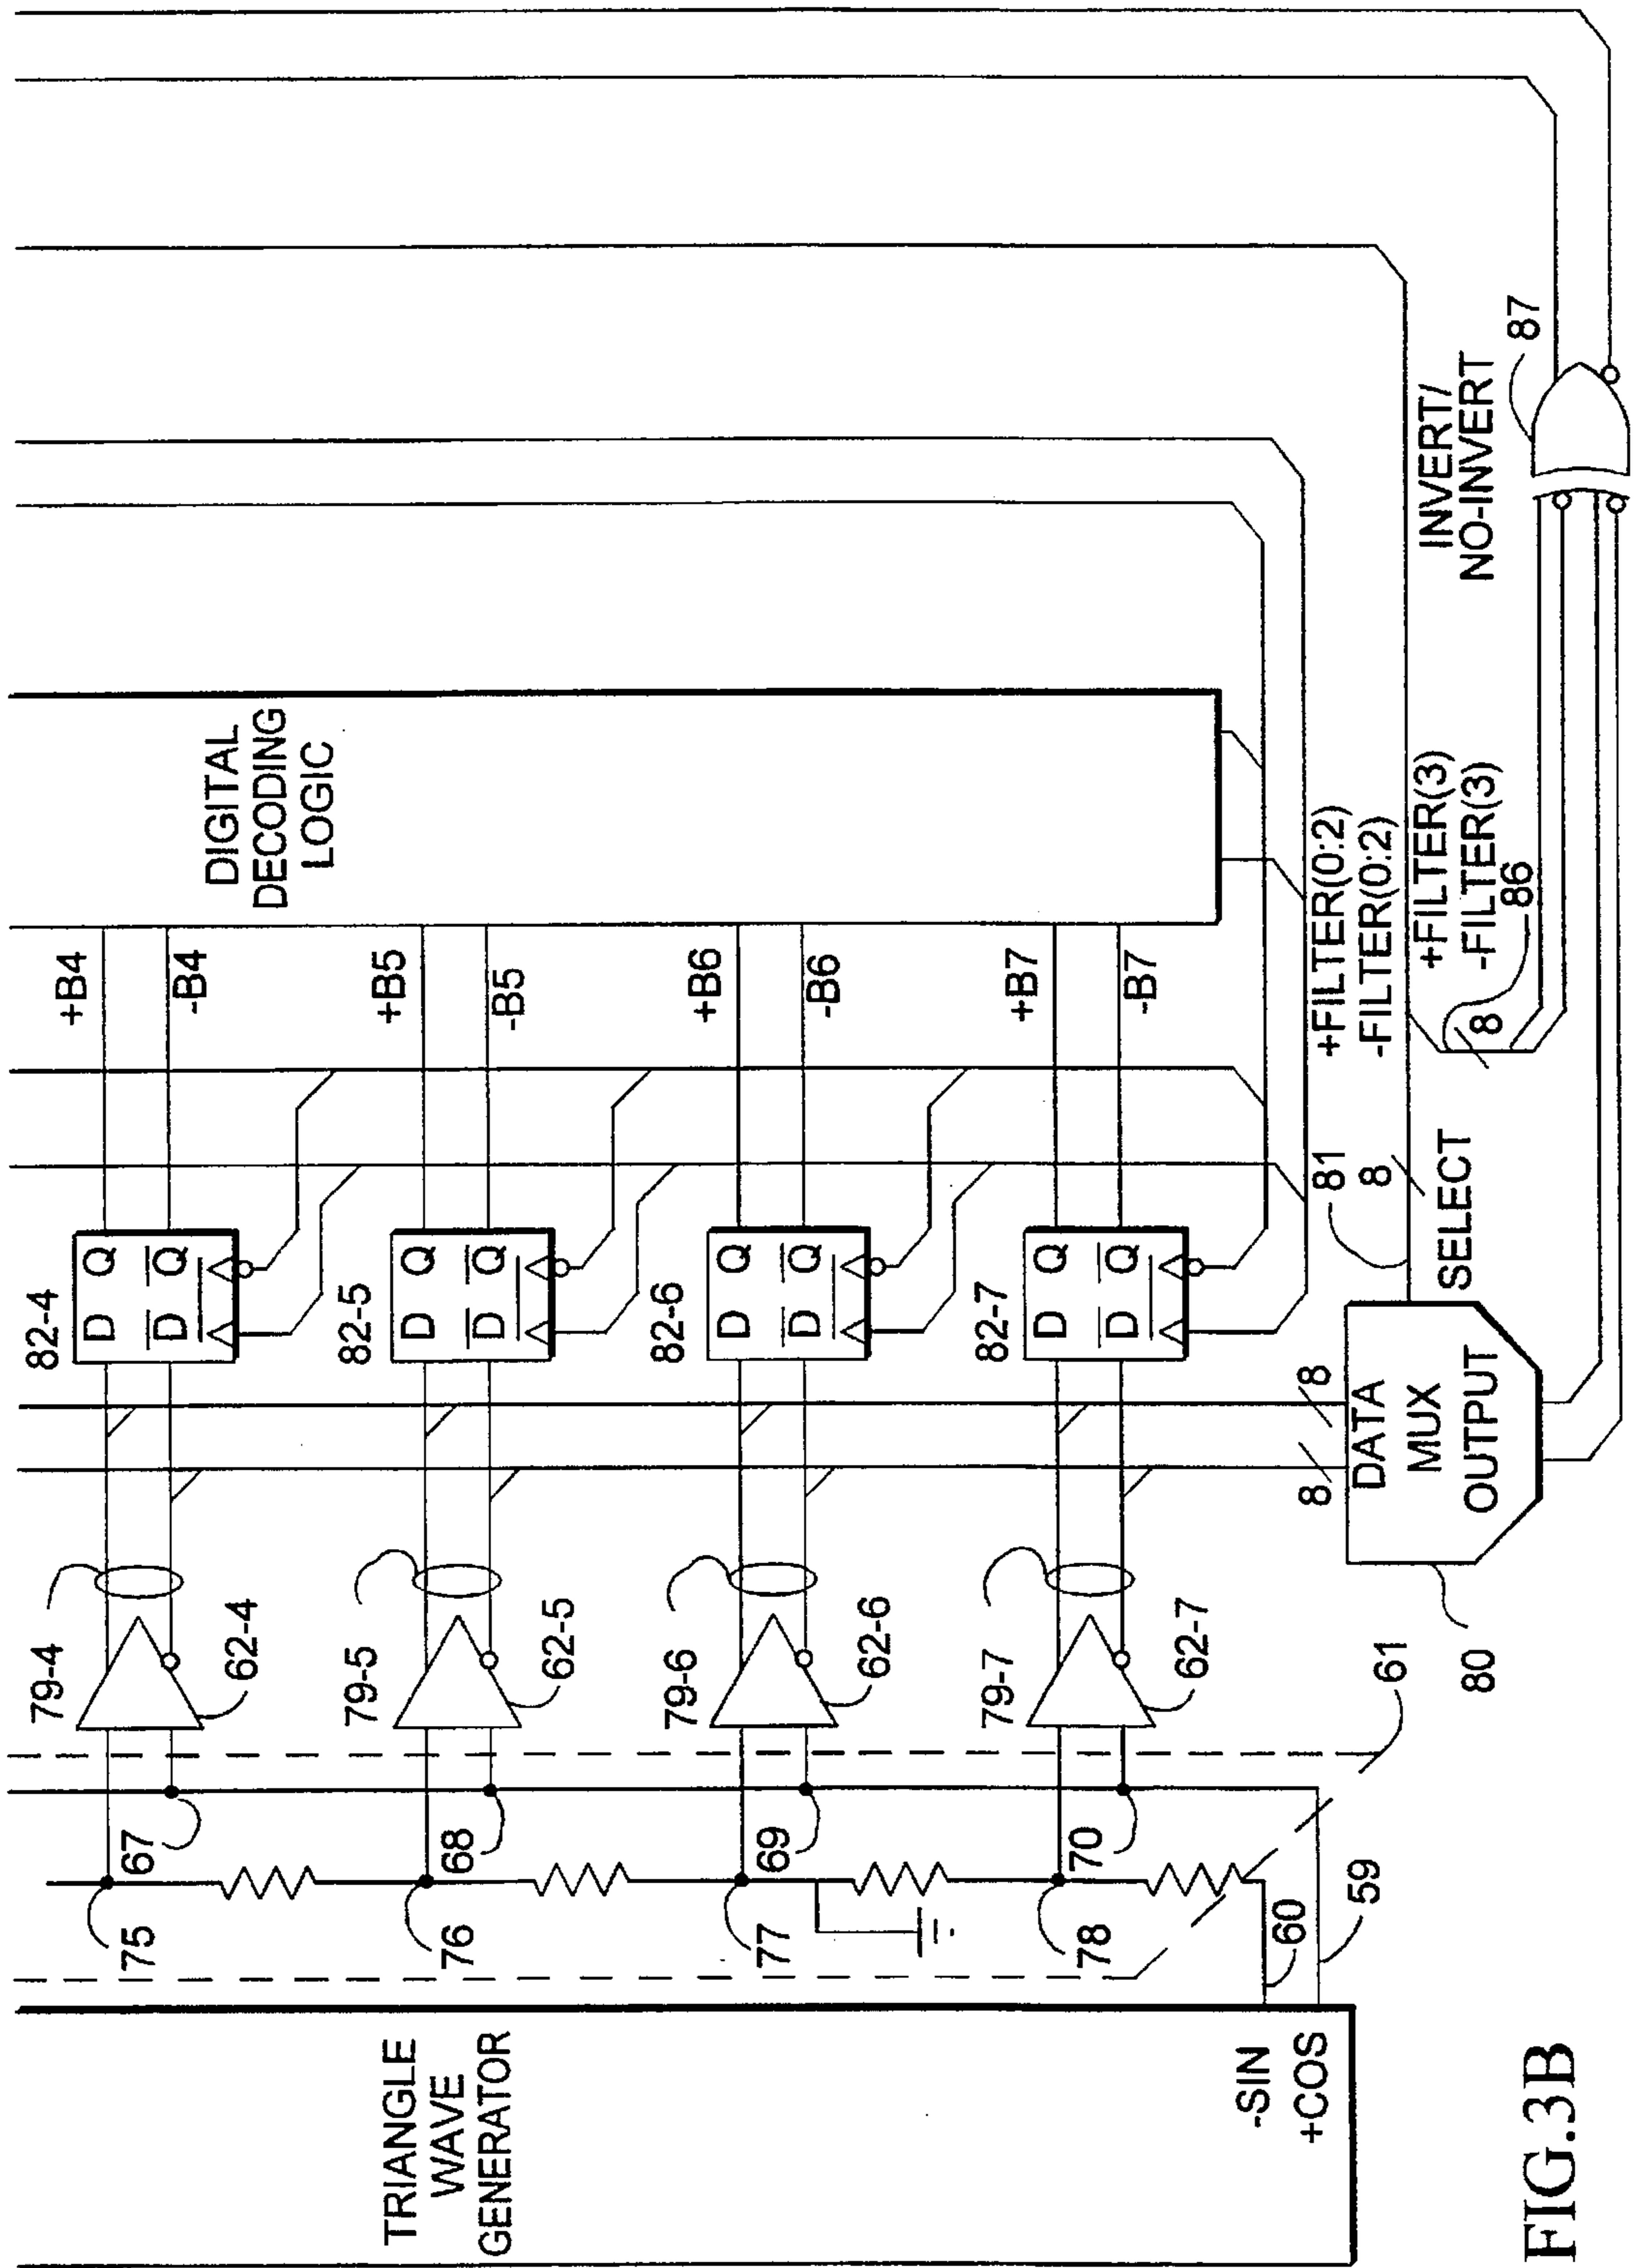 TRIANGLE
WAVE
GENERATOR
-SIN
+COS
60
59
61
75
67
76
68
77
69
78
70
79-4
62-4
79-5
62-5
79-6
62-6
79-7
62-7
82-4
D Q
D Q
82-5
D Q
D Q
82-6
D Q
D Q
82-7
D Q
D Q
+B4
-B4
+B5
-B5
+B6
-B6
+B7
-B7
DIGITAL
DECODING
LOGIC
8
8
DATA
MUX
OUTPUT
80
SELECT
81
8
+FILTER(0:2)
-FILTER(0:2)
+FILTER(3)
-FILTER(3)
8
86
INVERT/
NO-INVERT
87
FIG.3B